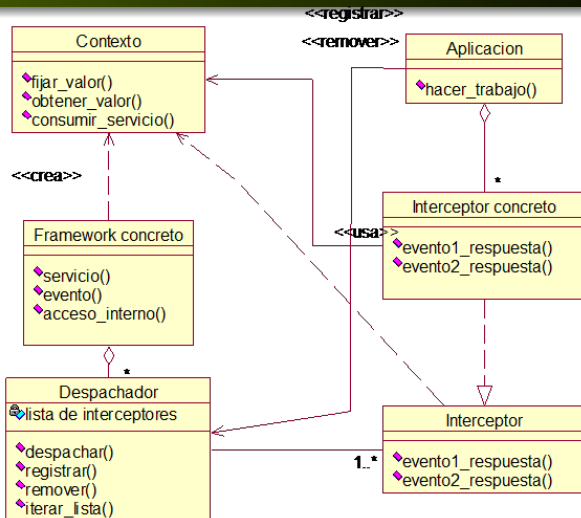 <<registrar>>
<<remover>>
Contexto
fijar_valor()
obtener_valor()
consumir_servicio()
Aplicacion
hacer_trabajo()
<<crea>>
*
Interceptor concreto
evento1_respuesta()
evento2_respuesta()
<<usa>>
Framework concreto
servicio()
evento()
acceso_interno()
*
Despachador
lista de interceptores
despachar()
registrar()
remover()
iterar_lista()
1..*
Interceptor
evento1_respuesta()
evento2_respuesta()